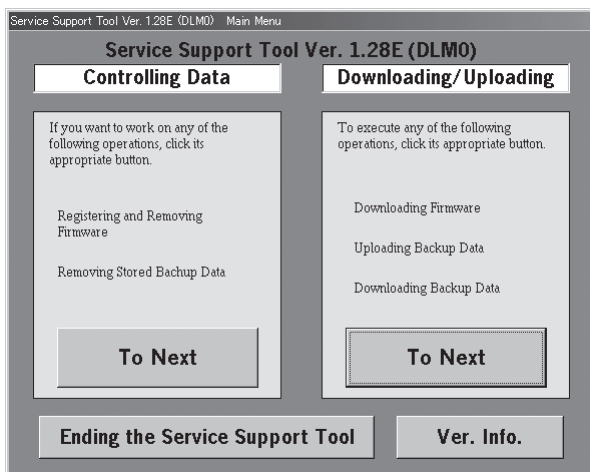 Service Support Tool Ver. 1.28E (DLM0) Main Menu
Service Support Tool Ver. 1.28E (DLM0)
Controlling Data
If you want to work on any of the
following operations, click its
appropriate button.
Registering and Removing
Firmware
Removing Stored Bachup Data
To Next
Downloading/Uploading
To execute any of the following
operations, click its appropriate button.
Downloading Firmware
Uploading Backup Data
Downloading Backup Data
To Next
Ending the Service Support Tool
Ver. Info.